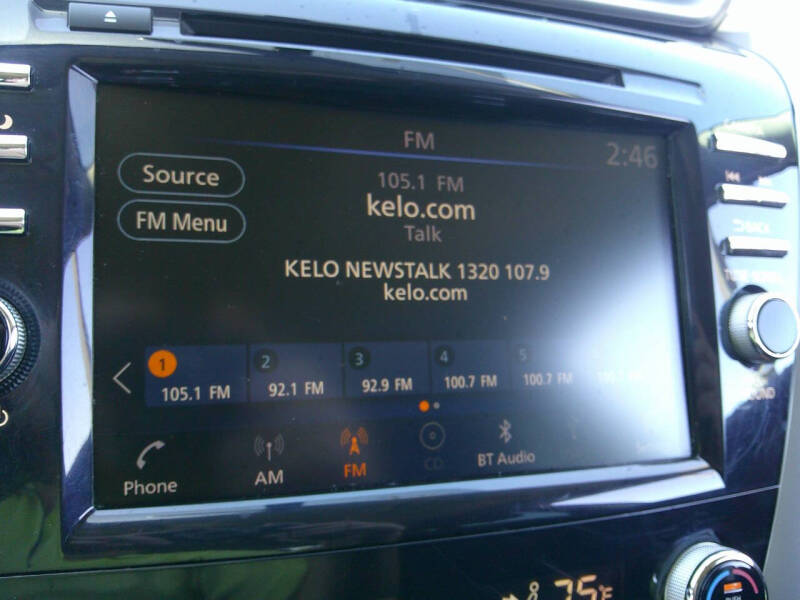 FM
2:46
Source
105.1 FM
kelo.com
FM Menu
Talk
KELO NEWSTALK 1320 107.9
kelo.com
1 2 3 4 5
105.1 FM 92.1 FM 92.9 FM 100.7 FM 100.7 FM
Phone AM FM CD BT Audio
BACK
75°F